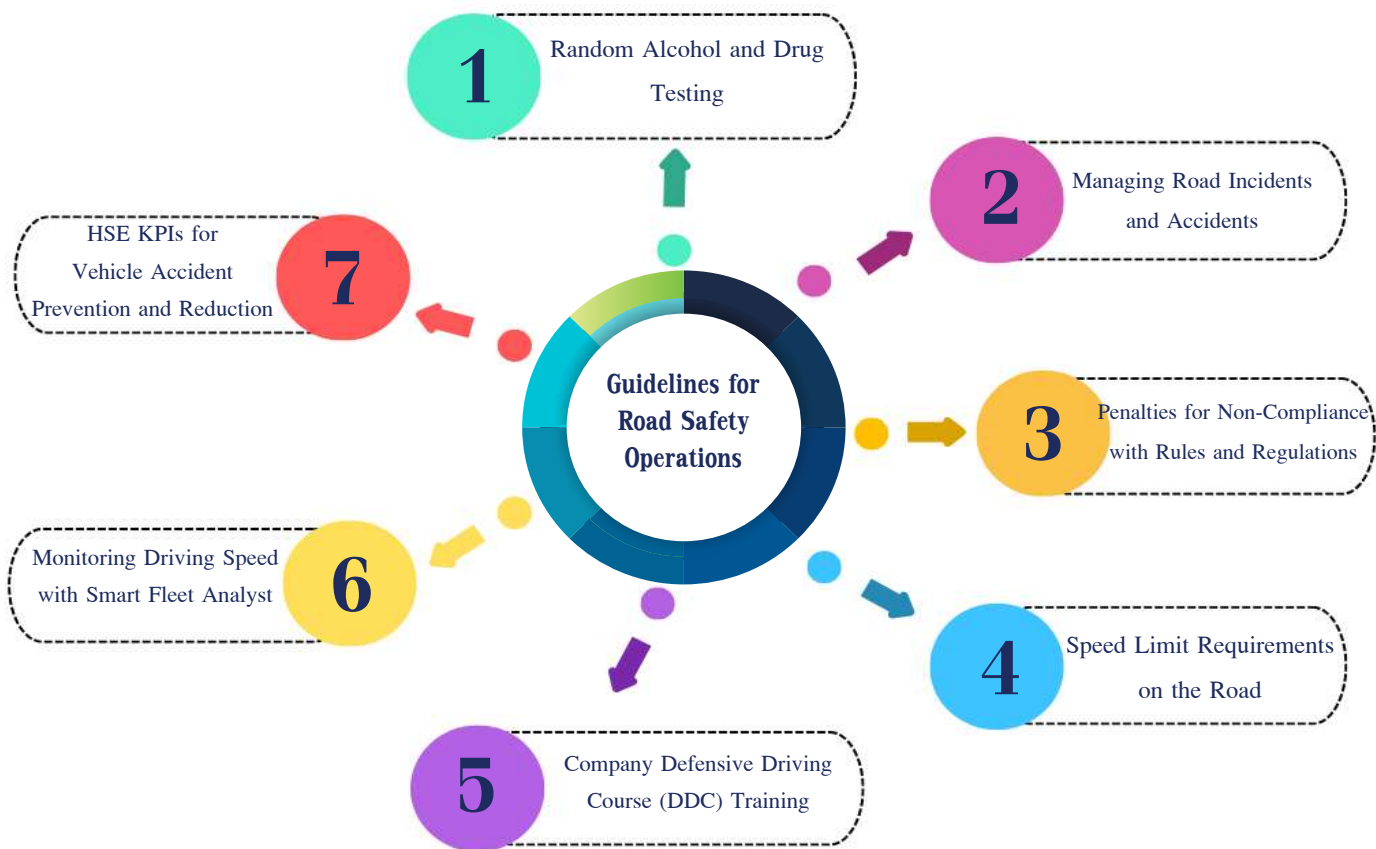 Guidelines for
Road Safety
Operations
1
Random Alcohol and Drug
Testing
2
Managing Road Incidents
and Accidents
3
Penalties for Non-Compliance
with Rules and Regulations
4
Speed Limit Requirements
on the Road
5
Company Defensive Driving
Course (DDC) Training
6
Monitoring Driving Speed
with Smart Fleet Analyst
7
HSE KPIs for
Vehicle Accident
Prevention and Reduction